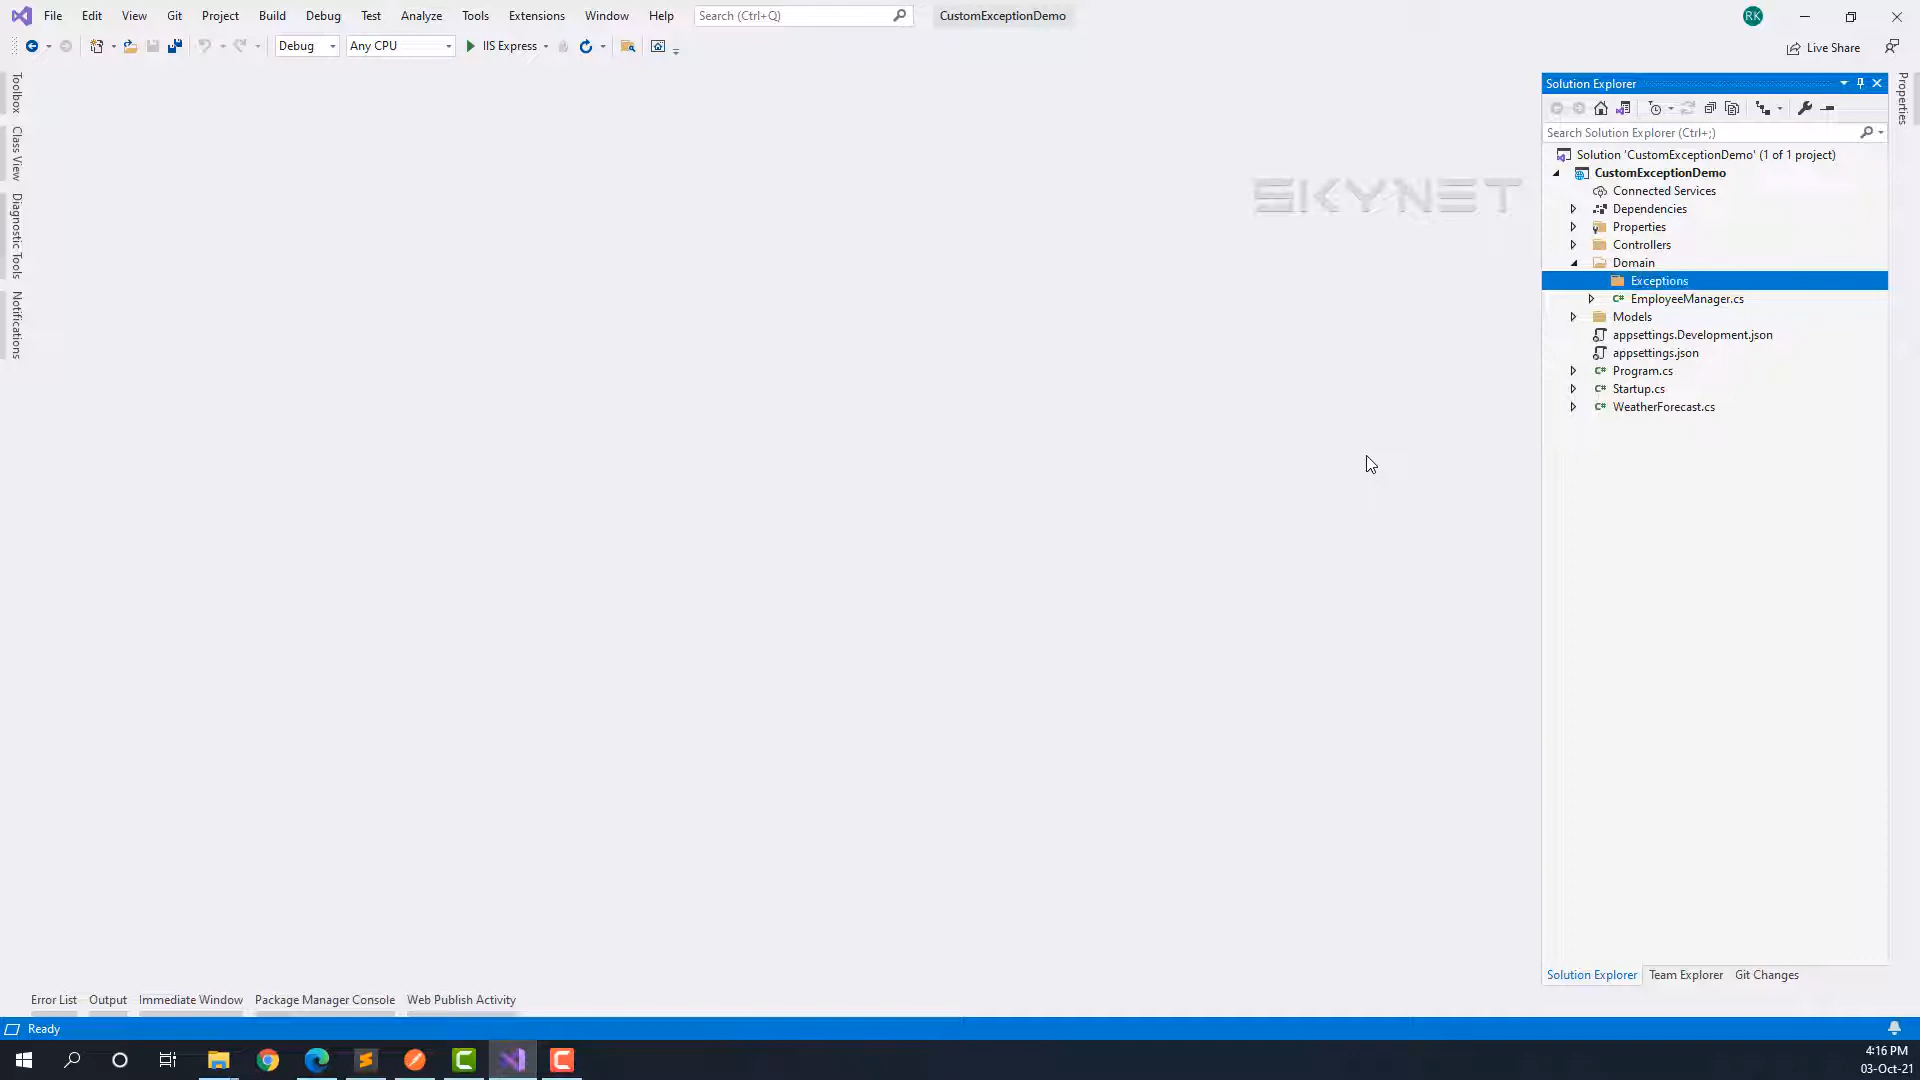 File Edit View Git Project Build Debug Test Analyze Tools Extensions Window Help Search (Ctrl+Q) CustomExceptionDemo RK
Debug Any CPU IIS Express Live Share
Toolbox
Class View
Diagnostic Tools
Notifications
SKYNET
Solution Explorer
Search Solution Explorer (Ctrl+;)
Solution 'CustomExceptionDemo' (1 of 1 project)
CustomExceptionDemo
Connected Services
Dependencies
Properties
Controllers
Domain
Exceptions
C# EmployeeManager.cs
Models
appsettings.Development.json
appsettings.json
C# Program.cs
C# Startup.cs
C# WeatherForecast.cs
Solution Explorer Team Explorer Git Changes
Properties
Error List Output Immediate Window Package Manager Console Web Publish Activity
Ready
4:16 PM
03-Oct-21